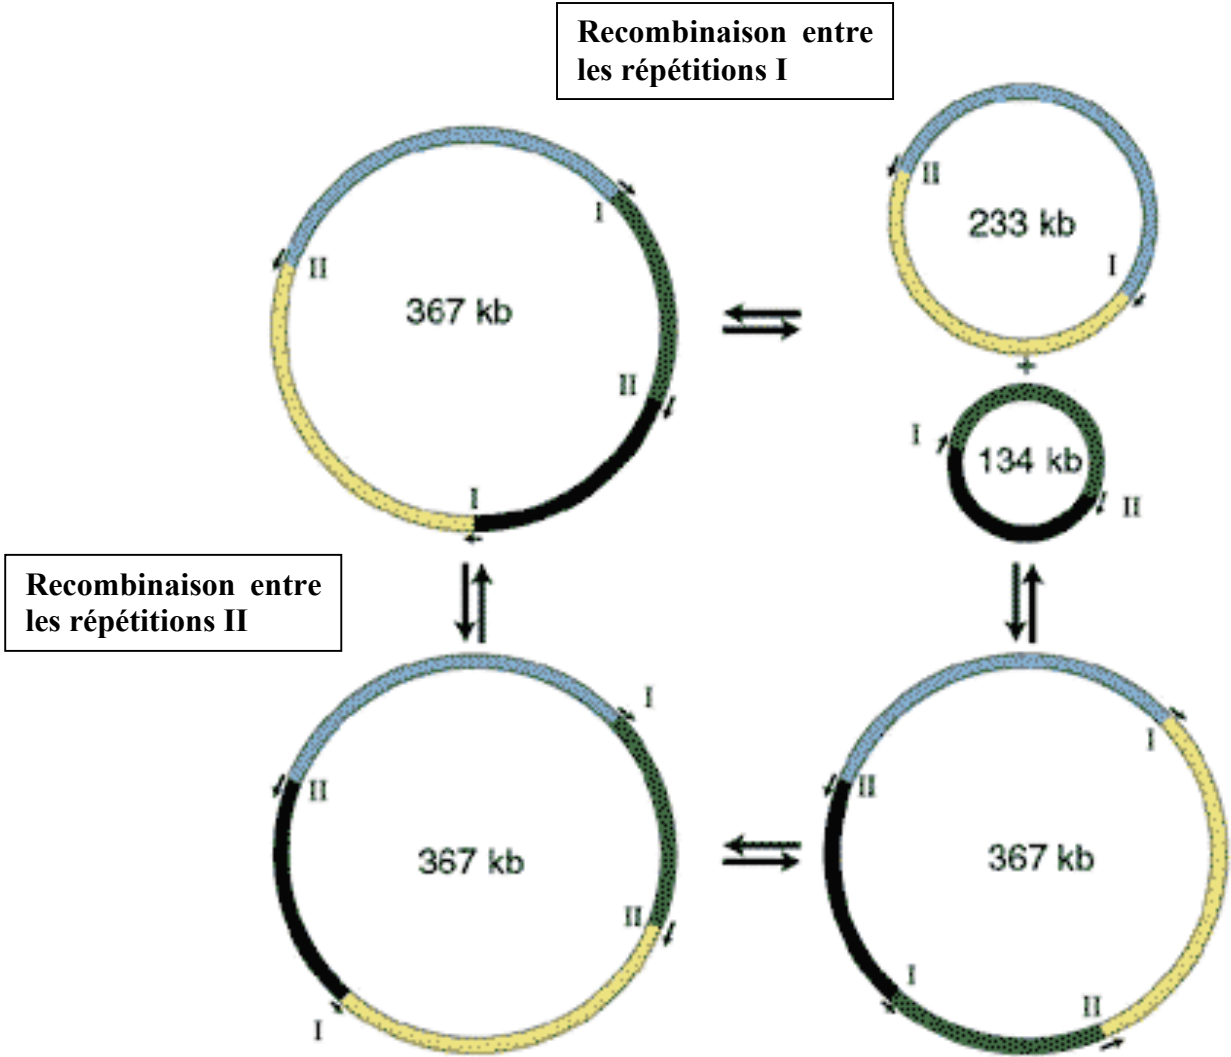 Recombinaison entre
les répétitions I
I
II
367 kb
II
I
II
233 kb
I
+
I
134 kb
II
Recombinaison entre
les répétitions II
I
II
367 kb
II
I
I
II
367 kb
I
II